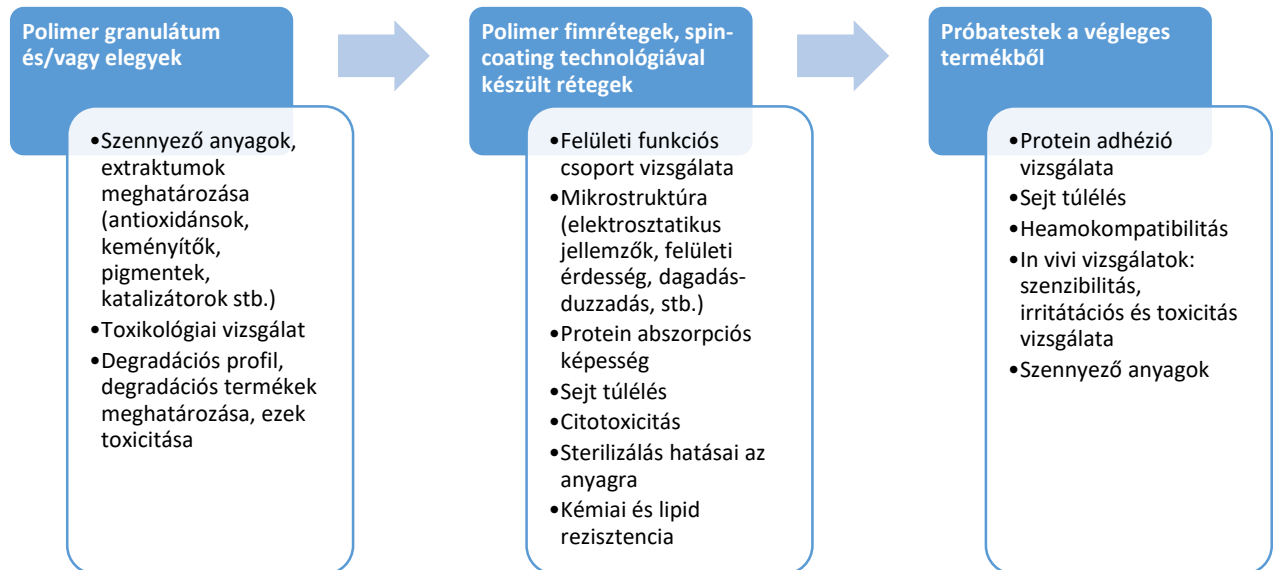 Polimer granulátum
és/vagy elegyek
•Szennyező anyagok,
extraktumok
meghatározása
(antioxidánsok,
keményítők,
pigmentek,
katalizátorok stb.)
•Toxikológiai vizsgálat
•Degradációs profil,
degradációs termékek
meghatározása, ezek
toxicitása
Polimer fimrétegek, spin-
coating technológiával
készült rétegek
•Felületi funkciós
csoport vizsgálata
•Mikrostruktúra
(elektrosztatikus
jellemzők, felületi
érdesség, dagadás-
duzzadás, stb.)
•Protein abszorpciós
képesség
•Sejt túlélés
•Citotoxicitás
•Sterilizálás hatásai az
anyagra
•Kémiai és lipid
rezisztencia
Próbatestek a végleges
termékből
•Protein adhézió
vizsgálata
•Sejt túlélés
•Heamokompatibilitás
•In vivi vizsgálatok:
szenzibilitás,
irritátációs és toxicitás
vizsgálata
•Szennyező anyagok